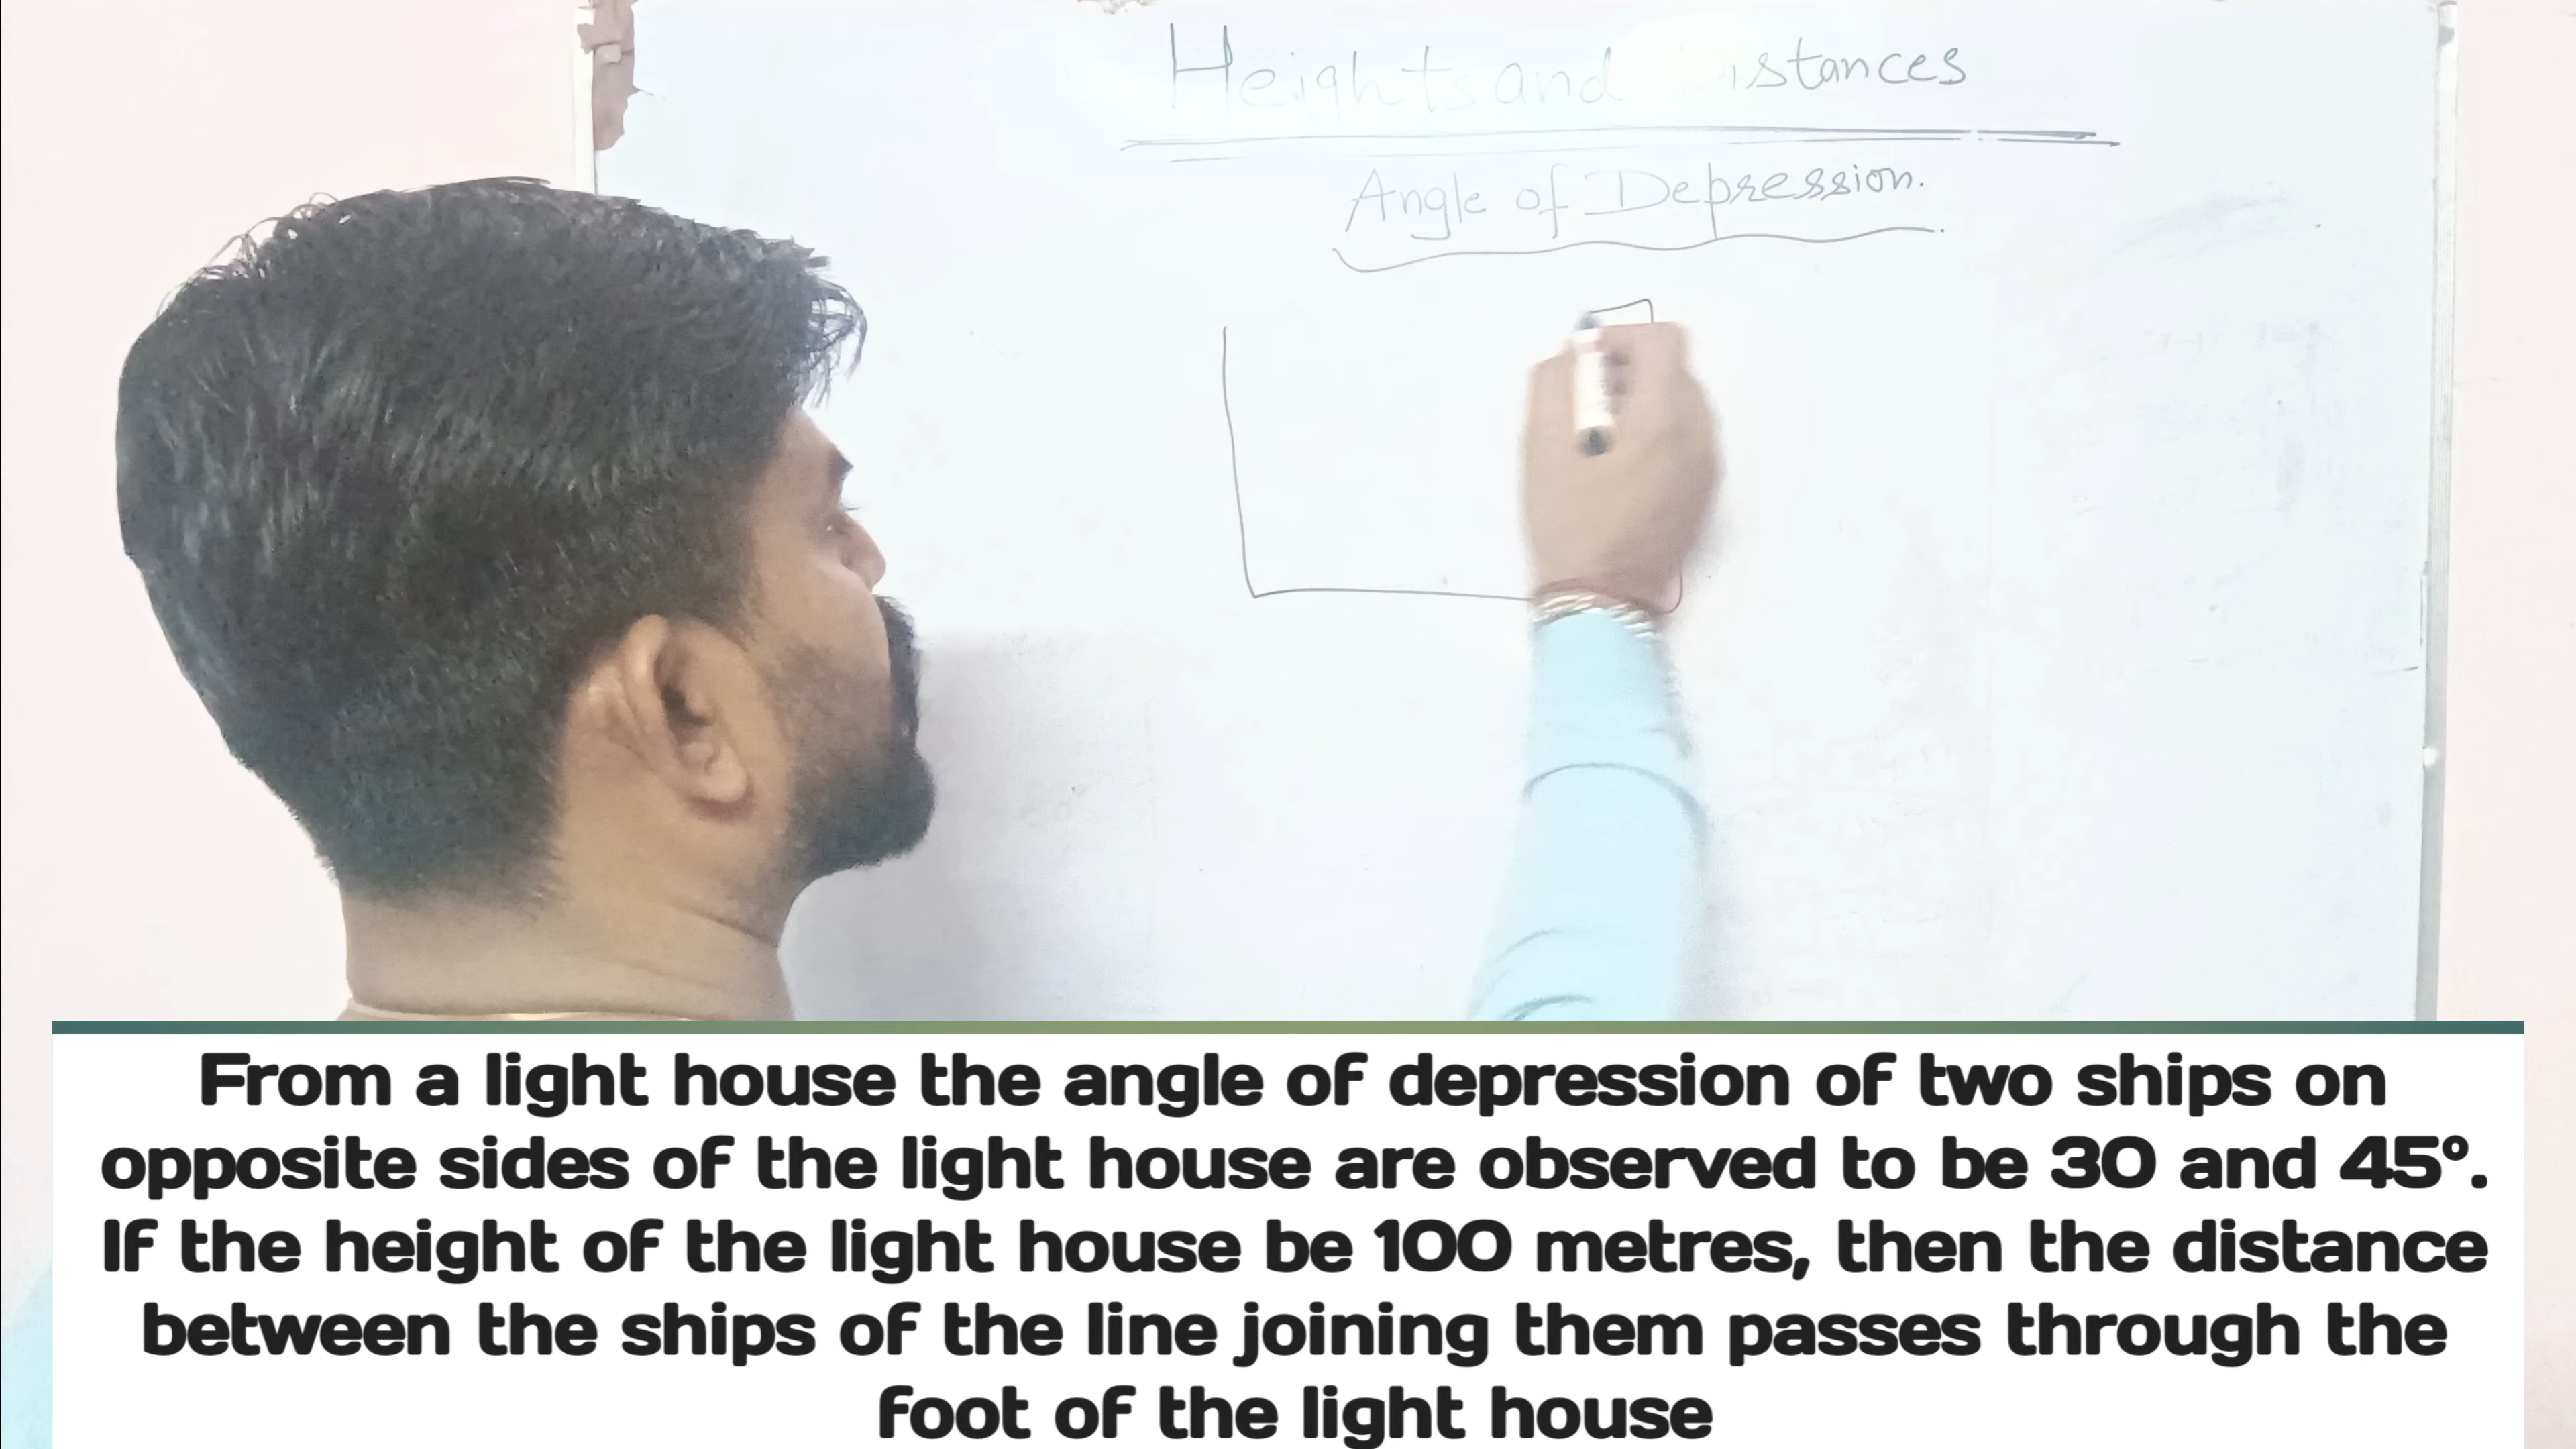 Heights and Distances
Angle of Depression.
From a light house the angle of depression of two ships on
opposite sides of the light house are observed to be 30 and 45°.
If the height of the light house be 100 metres, then the distance
between the ships of the line joining them passes through the
foot of the light house